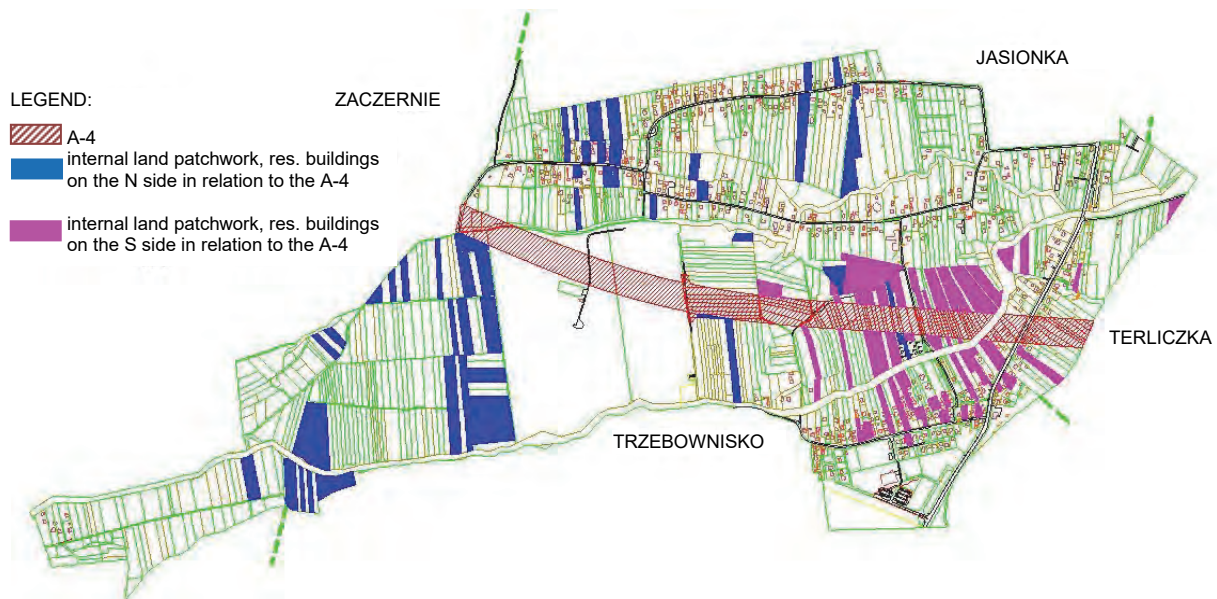 JASIONKA
LEGEND:
ZACZERNIE
A-4
internal land patchwork, res. buildings
on the N side in relation to the A-4
internal land patchwork, res. buildings
on the S side in relation to the A-4
TERLICZKA
TRZEBOWNISKO